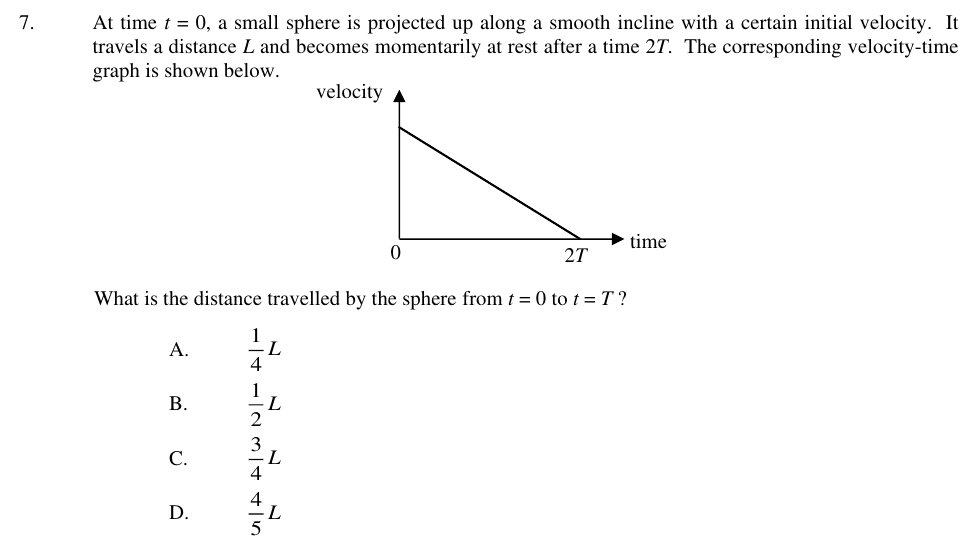 7. At time t = 0, a small sphere is projected up along a smooth incline with a certain initial velocity. It
travels a distance L and becomes momentarily at rest after a time 2T. The corresponding velocity-time
graph is shown below.
velocity
time
0
2T
What is the distance travelled by the sphere from t = 0 to t = T ?
A. 1/4 L
B. 1/2 L
C. 3/4 L
D. 4/5 L